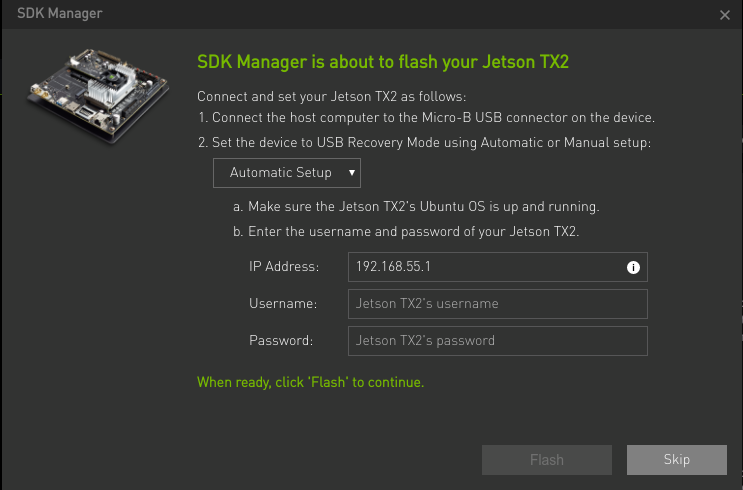 SDK Manager
SDK Manager is about to flash your Jetson TX2
Connect and set your Jetson TX2 as follows:
1. Connect the host computer to the Micro-B USB connector on the device.
2. Set the device to USB Recovery Mode using Automatic or Manual setup:
Automatic Setup
a. Make sure the Jetson TX2's Ubuntu OS is up and running.
b. Enter the username and password of your Jetson TX2.
IP Address: 192.168.55.1
Username: Jetson TX2's username
Password: Jetson TX2's password
When ready, click 'Flash' to continue.
Flash Skip